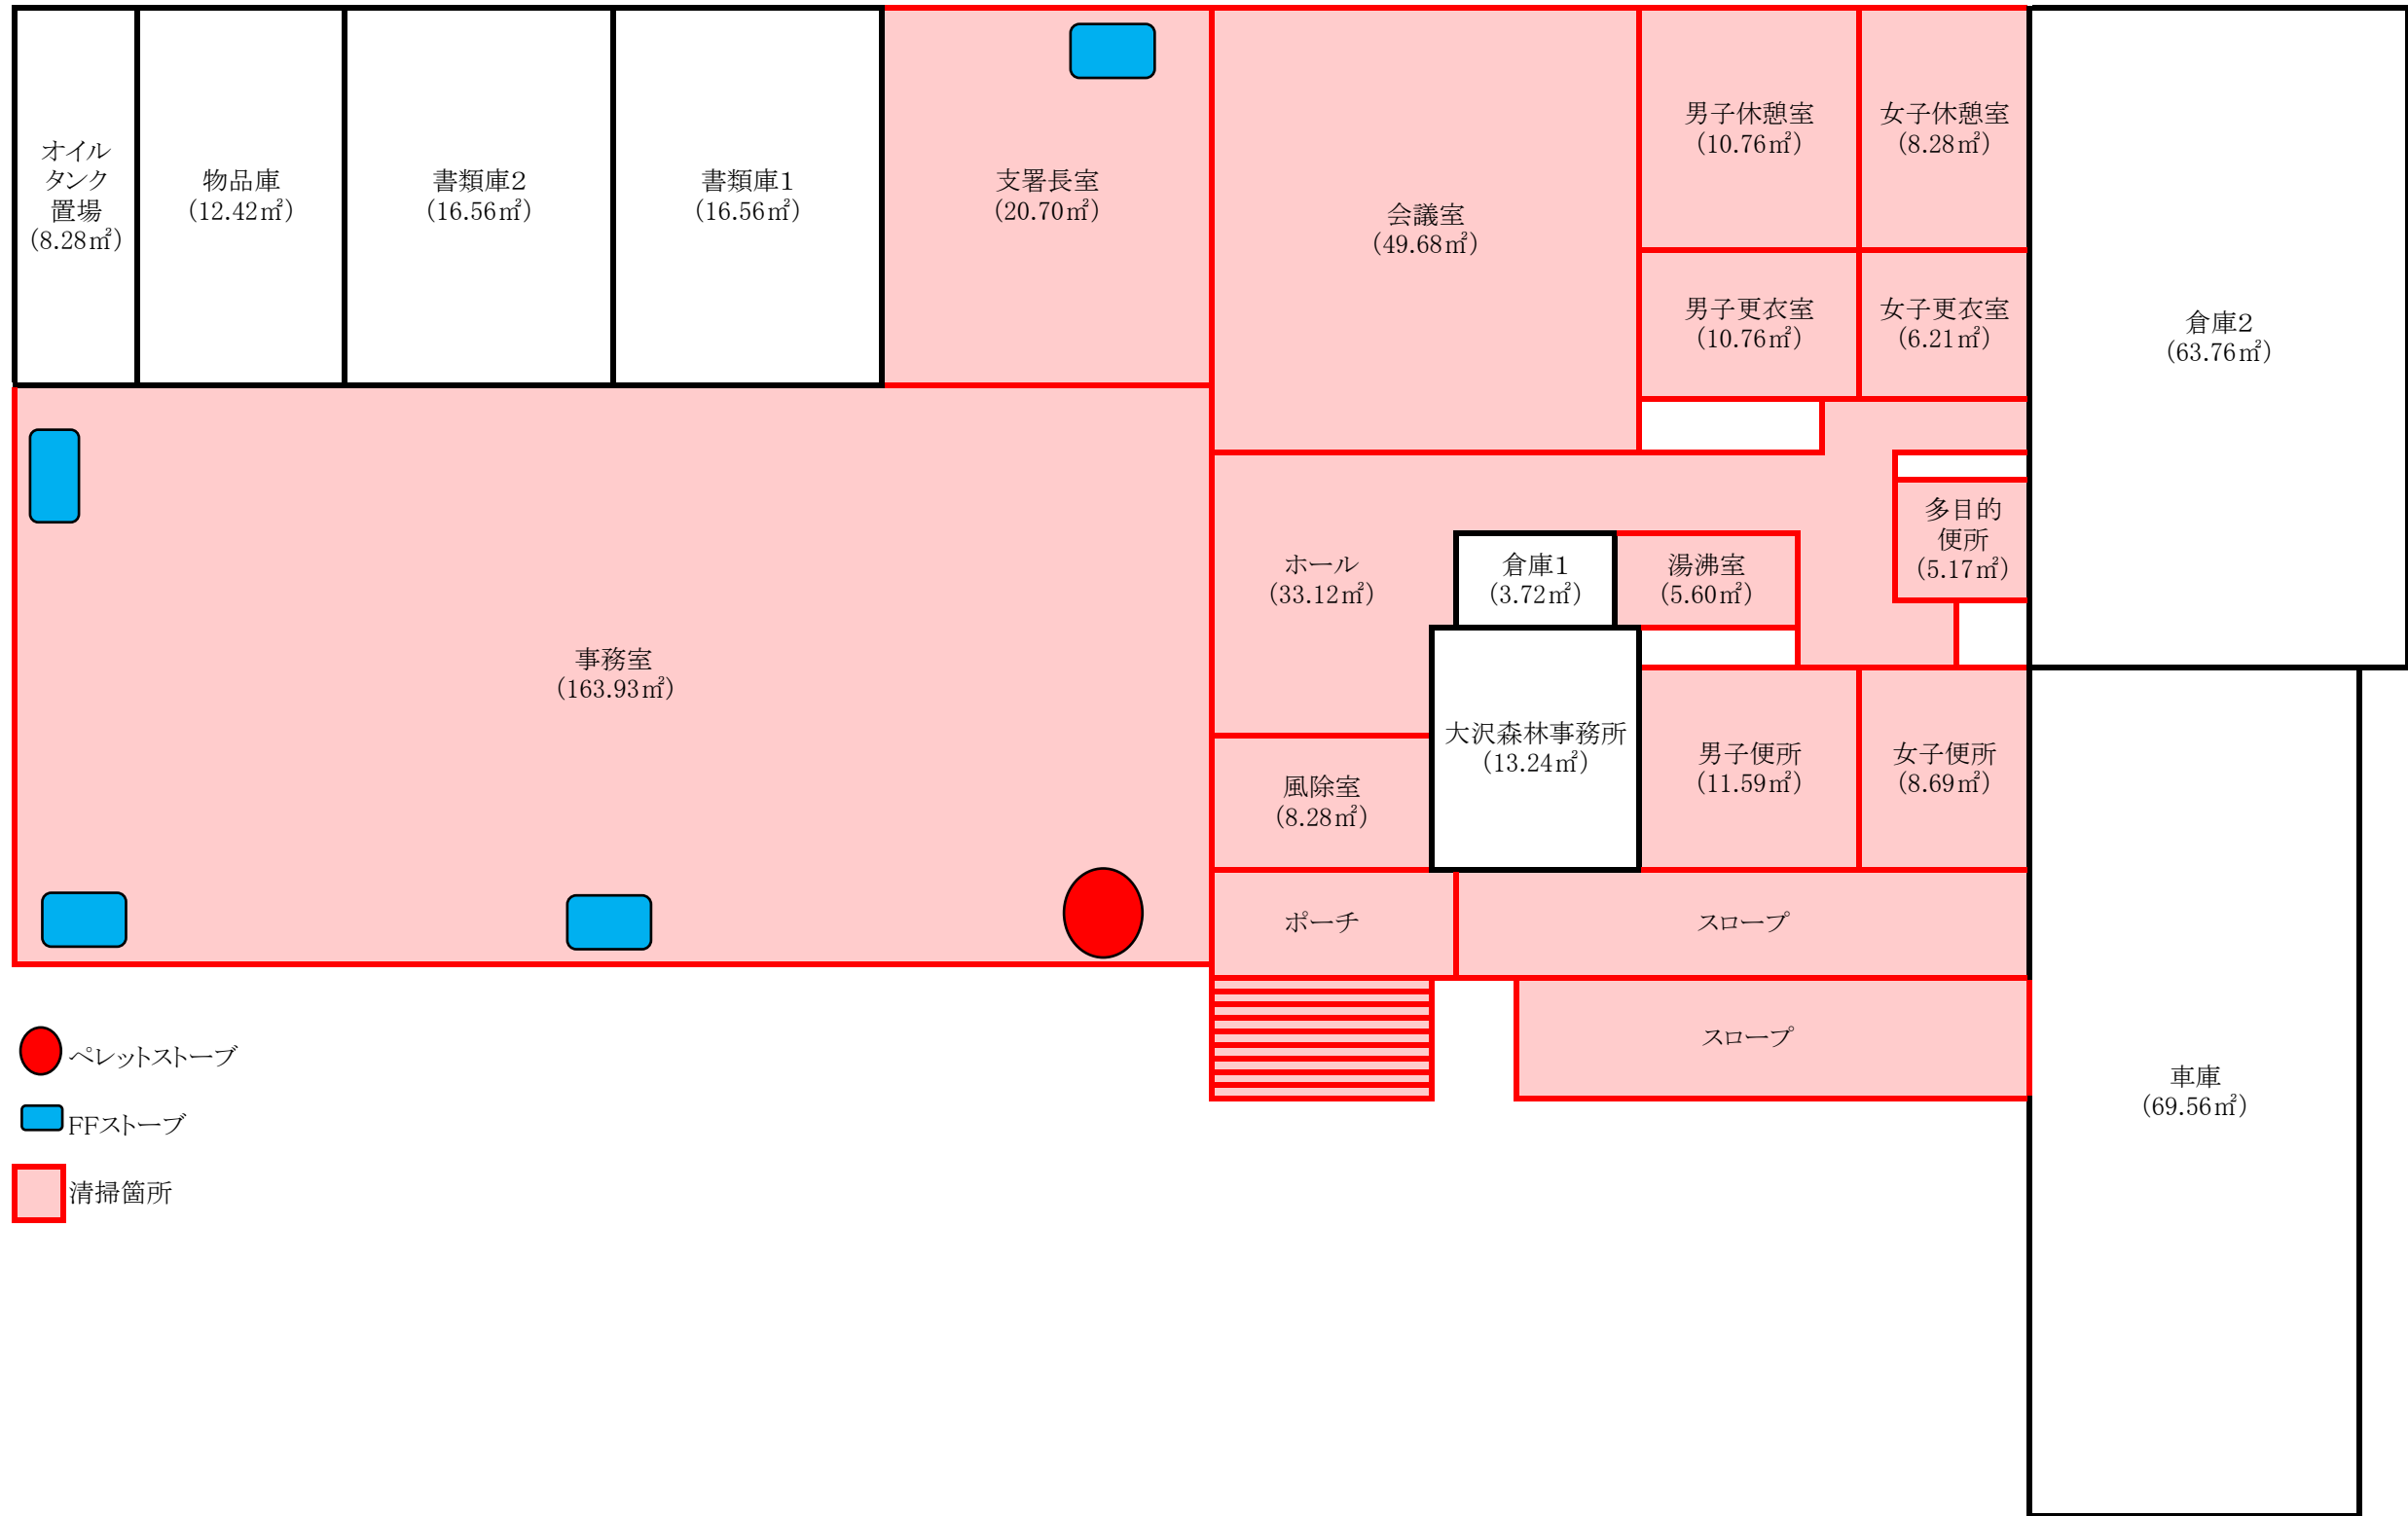 オイル
タンク
置場
(8.28㎡)
物品庫
(12.42㎡)
書類庫2
(16.56㎡)
書類庫1
(16.56㎡)
支署長室
(20.70㎡)
会議室
(49.68㎡)
男子休憩室
(10.76㎡)
女子休憩室
(8.28㎡)
男子更衣室
(10.76㎡)
女子更衣室
(6.21㎡)
倉庫2
(63.76㎡)
多目的
便所
(5.17㎡)
ホール
(33.12㎡)
倉庫1
(3.72㎡)
湯沸室
(5.60㎡)
事務室
(163.93㎡)
大沢森林事務所
(13.24㎡)
男子便所
(11.59㎡)
女子便所
(8.69㎡)
風除室
(8.28㎡)
ポーチ
スロープ
スロープ
車庫
(69.56㎡)
ペレットストーブ
FFストーブ
清掃箇所